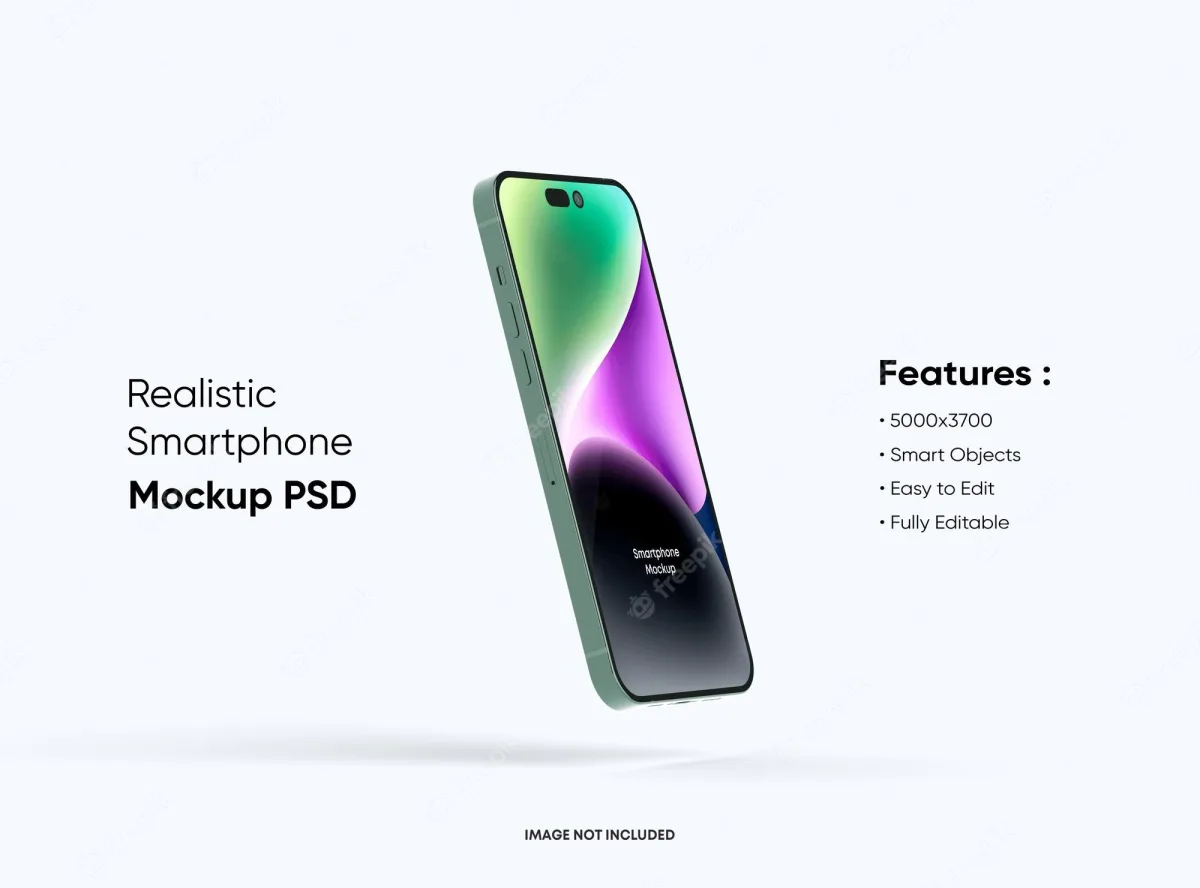 Realistic
Smartphone
Mockup PSD
Smartphone
Mockup
freepik
freepik
Features :
• 5000x3700
• Smart Objects
• Easy to Edit
• Fully Editable
IMAGE NOT INCLUDED